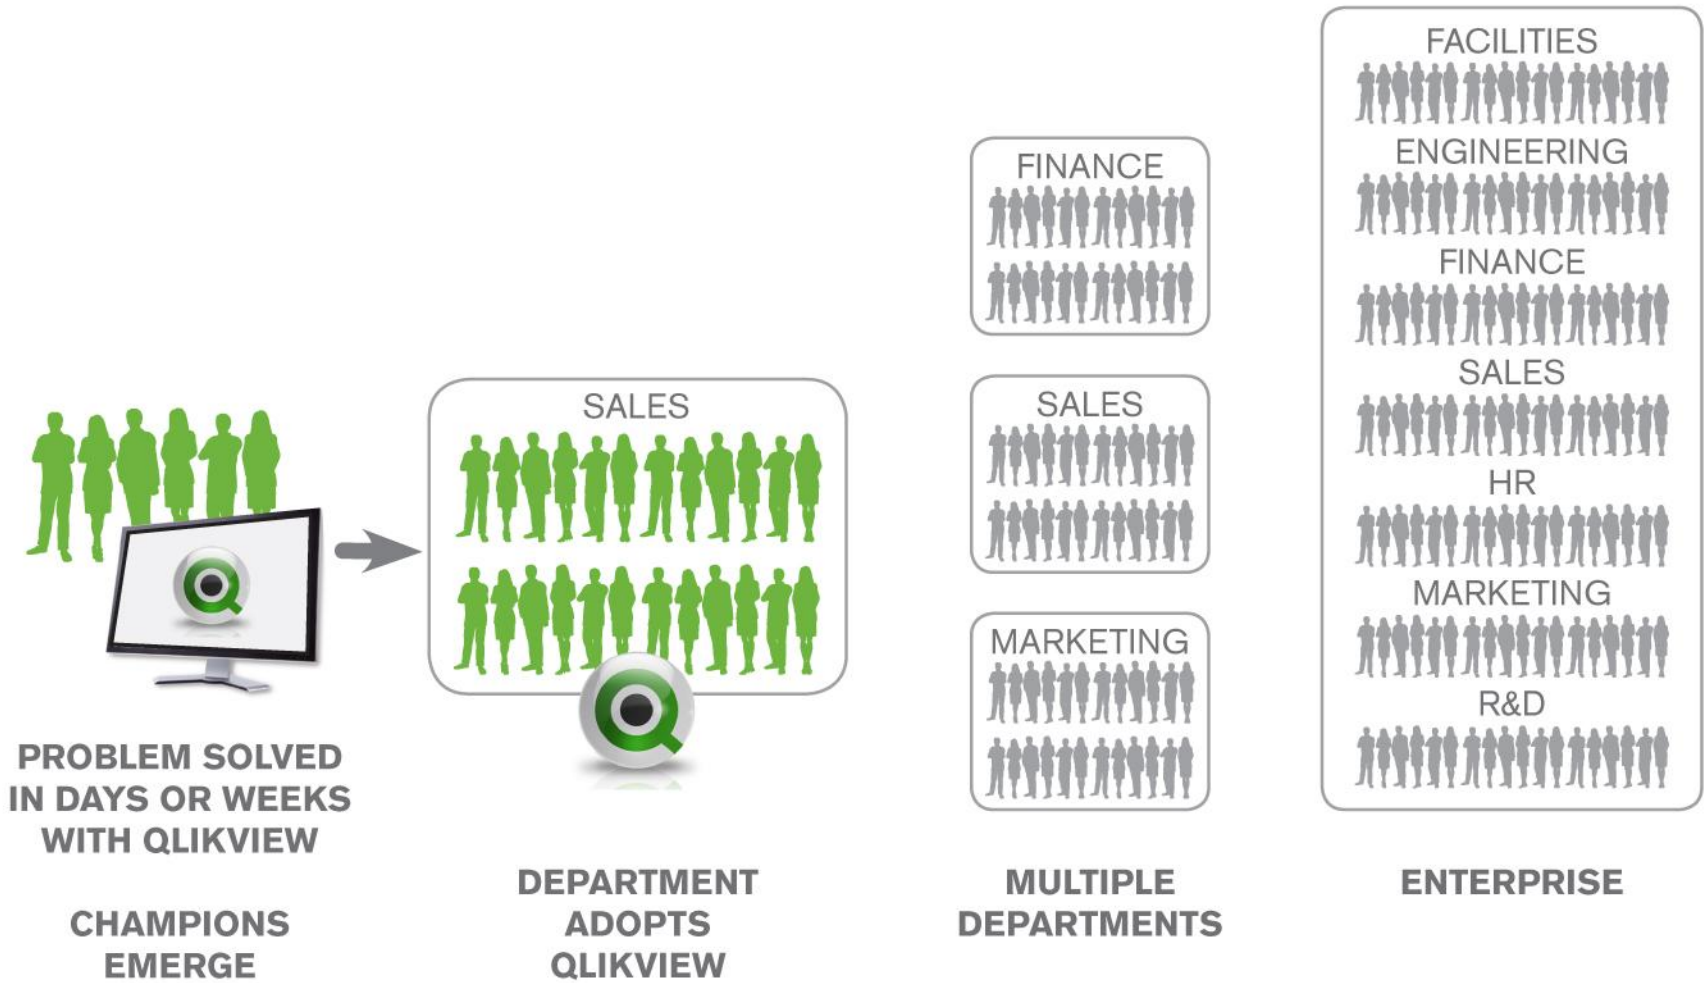 PROBLEM SOLVED
IN DAYS OR WEEKS
WITH QLIKVIEW
CHAMPIONS
EMERGE
SALES
DEPARTMENT
ADOPTS
QLIKVIEW
FINANCE
SALES
MARKETING
MULTIPLE
DEPARTMENTS
FACILITIES
ENGINEERING
FINANCE
SALES
HR
MARKETING
R&D
ENTERPRISE